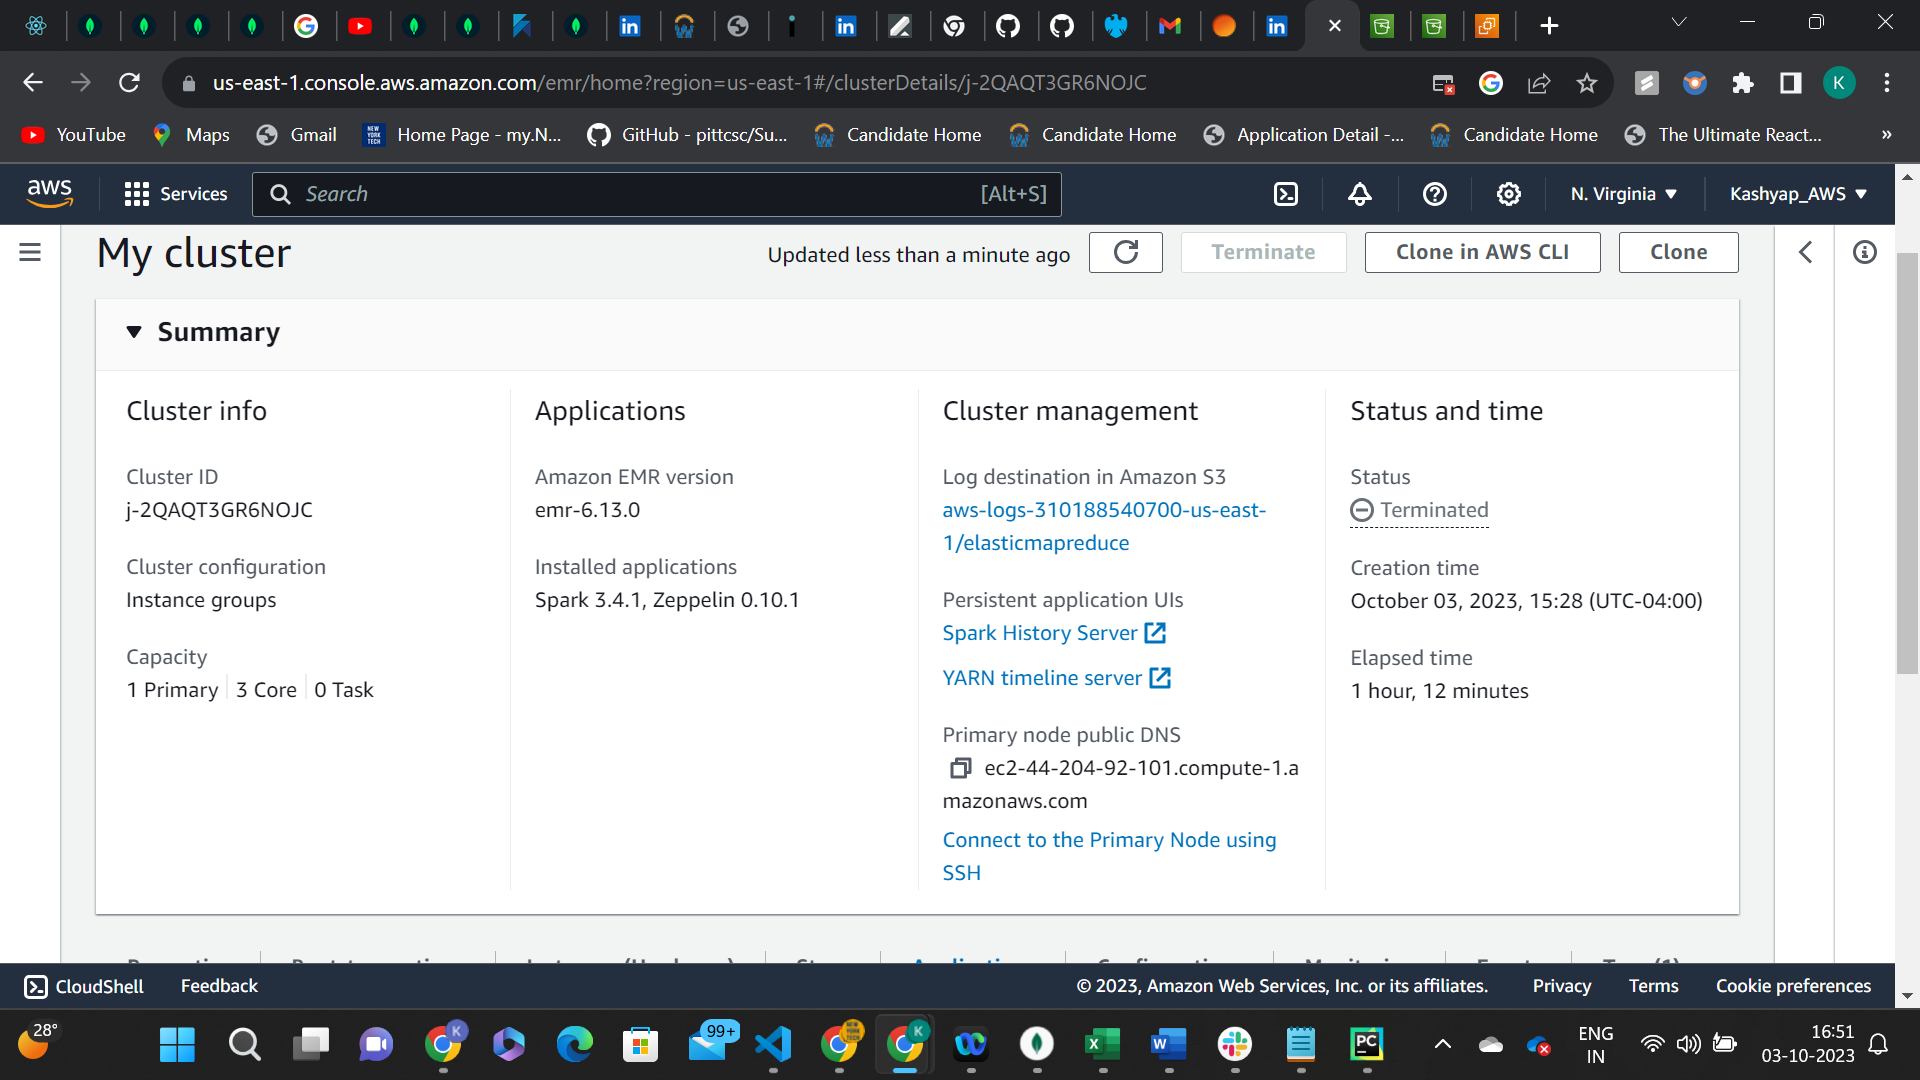 us-east-1.console.aws.amazon.com/emr/home?region=us-east-1#/clusterDetails/j-2QAQT3GR6NOJC
K
YouTube
Maps
Gmail
Home Page - my.N...
GitHub - pittcsc/Su...
Candidate Home
Candidate Home
Application Detail -...
Candidate Home
The Ultimate React...
»
aws
Services
Search
[Alt+S]
N. Virginia
Kashyap_AWS
My cluster
Updated less than a minute ago
Terminate
Clone in AWS CLI
Clone
Summary
Cluster info
Cluster ID
j-2QAQT3GR6NOJC
Cluster configuration
Instance groups
Capacity
1 Primary
3 Core
0 Task
Applications
Amazon EMR version
emr-6.13.0
Installed applications
Spark 3.4.1, Zeppelin 0.10.1
Cluster management
Log destination in Amazon S3
aws-logs-310188540700-us-east-
1/elasticmapreduce
Persistent application UIs
Spark History Server
YARN timeline server
Primary node public DNS
ec2-44-204-92-101.compute-1.a
mazonaws.com
Connect to the Primary Node using
SSH
Status and time
Status
Terminated
Creation time
October 03, 2023, 15:28 (UTC-04:00)
Elapsed time
1 hour, 12 minutes
CloudShell
Feedback
© 2023, Amazon Web Services, Inc. or its affiliates.
Privacy
Terms
Cookie preferences
28°
99+
ENG
IN
16:51
03-10-2023